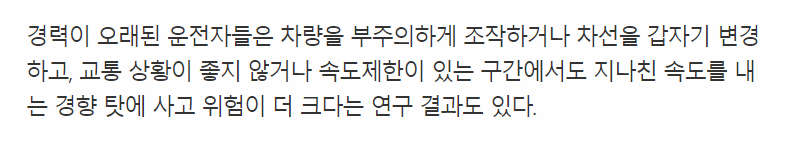 경력이 오래된 운전자들은 차량을 부주의하게 조작하거나 차선을 갑자기 변경
하고, 교통 상황이 좋지 않거나 속도제한이 있는 구간에서도 지나친 속도를 내
는 경향 탓에 사고 위험이 더 크다는 연구 결과도 있다.